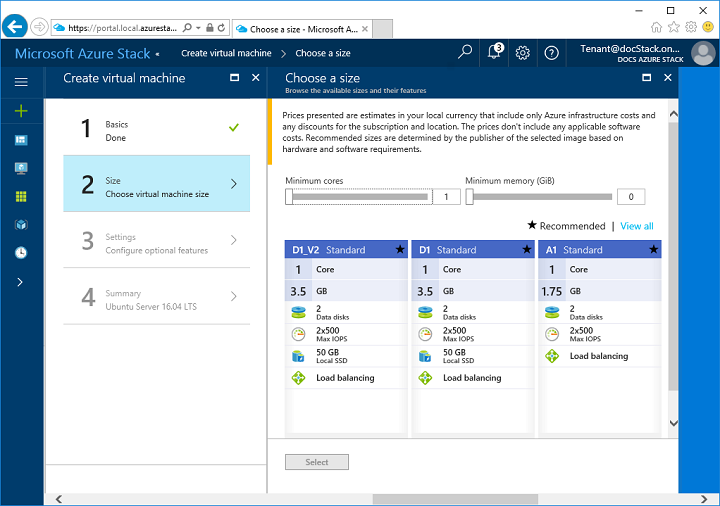 https://portal.local.azuresta...
Choose a size - Microsoft A...
Microsoft Azure Stack
Create virtual machine > Choose a size
3
Tenant@docStack.on...
DOCS AZURE STACK
Create virtual machine
1
Basics
Done
2
Size
Choose virtual machine size
3
Settings
Configure optional features
4
Summary
Ubuntu Server 16.04 LTS
Choose a size
Browse the available sizes and their features
Prices presented are estimates in your local currency that include only Azure infrastructure costs and
any discounts for the subscription and location. The prices don't include any applicable software
costs. Recommended sizes are determined by the publisher of the selected image based on
hardware and software requirements.
Minimum cores
1
Minimum memory (GiB)
0
★ Recommended | View all
D1_V2 Standard
1 Core
3.5 GB
2
Data disks
2x500
Max IOPS
50 GB
Local SSD
Load balancing
D1 Standard
1 Core
3.5 GB
2
Data disks
2x500
Max IOPS
50 GB
Local SSD
Load balancing
A1 Standard
1 Core
1.75 GB
2
Data disks
2x500
Max IOPS
Load balancing
Select